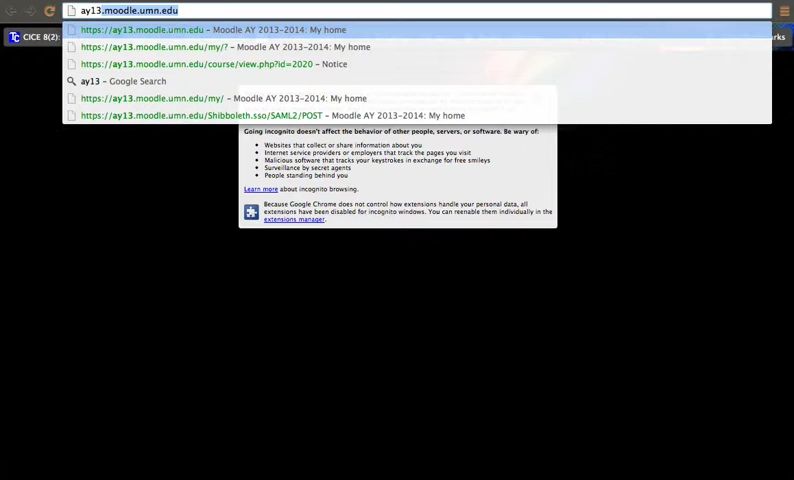 ay13.moodle.umn.edu
CICE 8(2):
https://ay13.moodle.umn.edu – Moodle AY 2013–2014: My home
rks
https://ay13.moodle.umn.edu/my/? – Moodle AY 2013–2014: My home
https://ay13.moodle.umn.edu/course/view.php?id=2020 – Notice
ay13 – Google Search
https://ay13.moodle.umn.edu/my/ – Moodle AY 2013–2014: My home
https://ay13.moodle.umn.edu/Shibboleth.sso/SAML2/POST – Moodle AY 2013–2014: My home
Going incognito doesn't affect the behavior of other people, servers, or software. Be wary of:
• Websites that collect or share information about you
• Internet service providers or employers that track the pages you visit
• Malicious software that tracks your keystrokes in exchange for free smileys
• Surveillance by secret agents
• People standing behind you
Learn more about incognito browsing.
Because Google Chrome does not control how extensions handle your personal data, all
extensions have been disabled for incognito windows. You can reenable them individually in the
extensions manager.